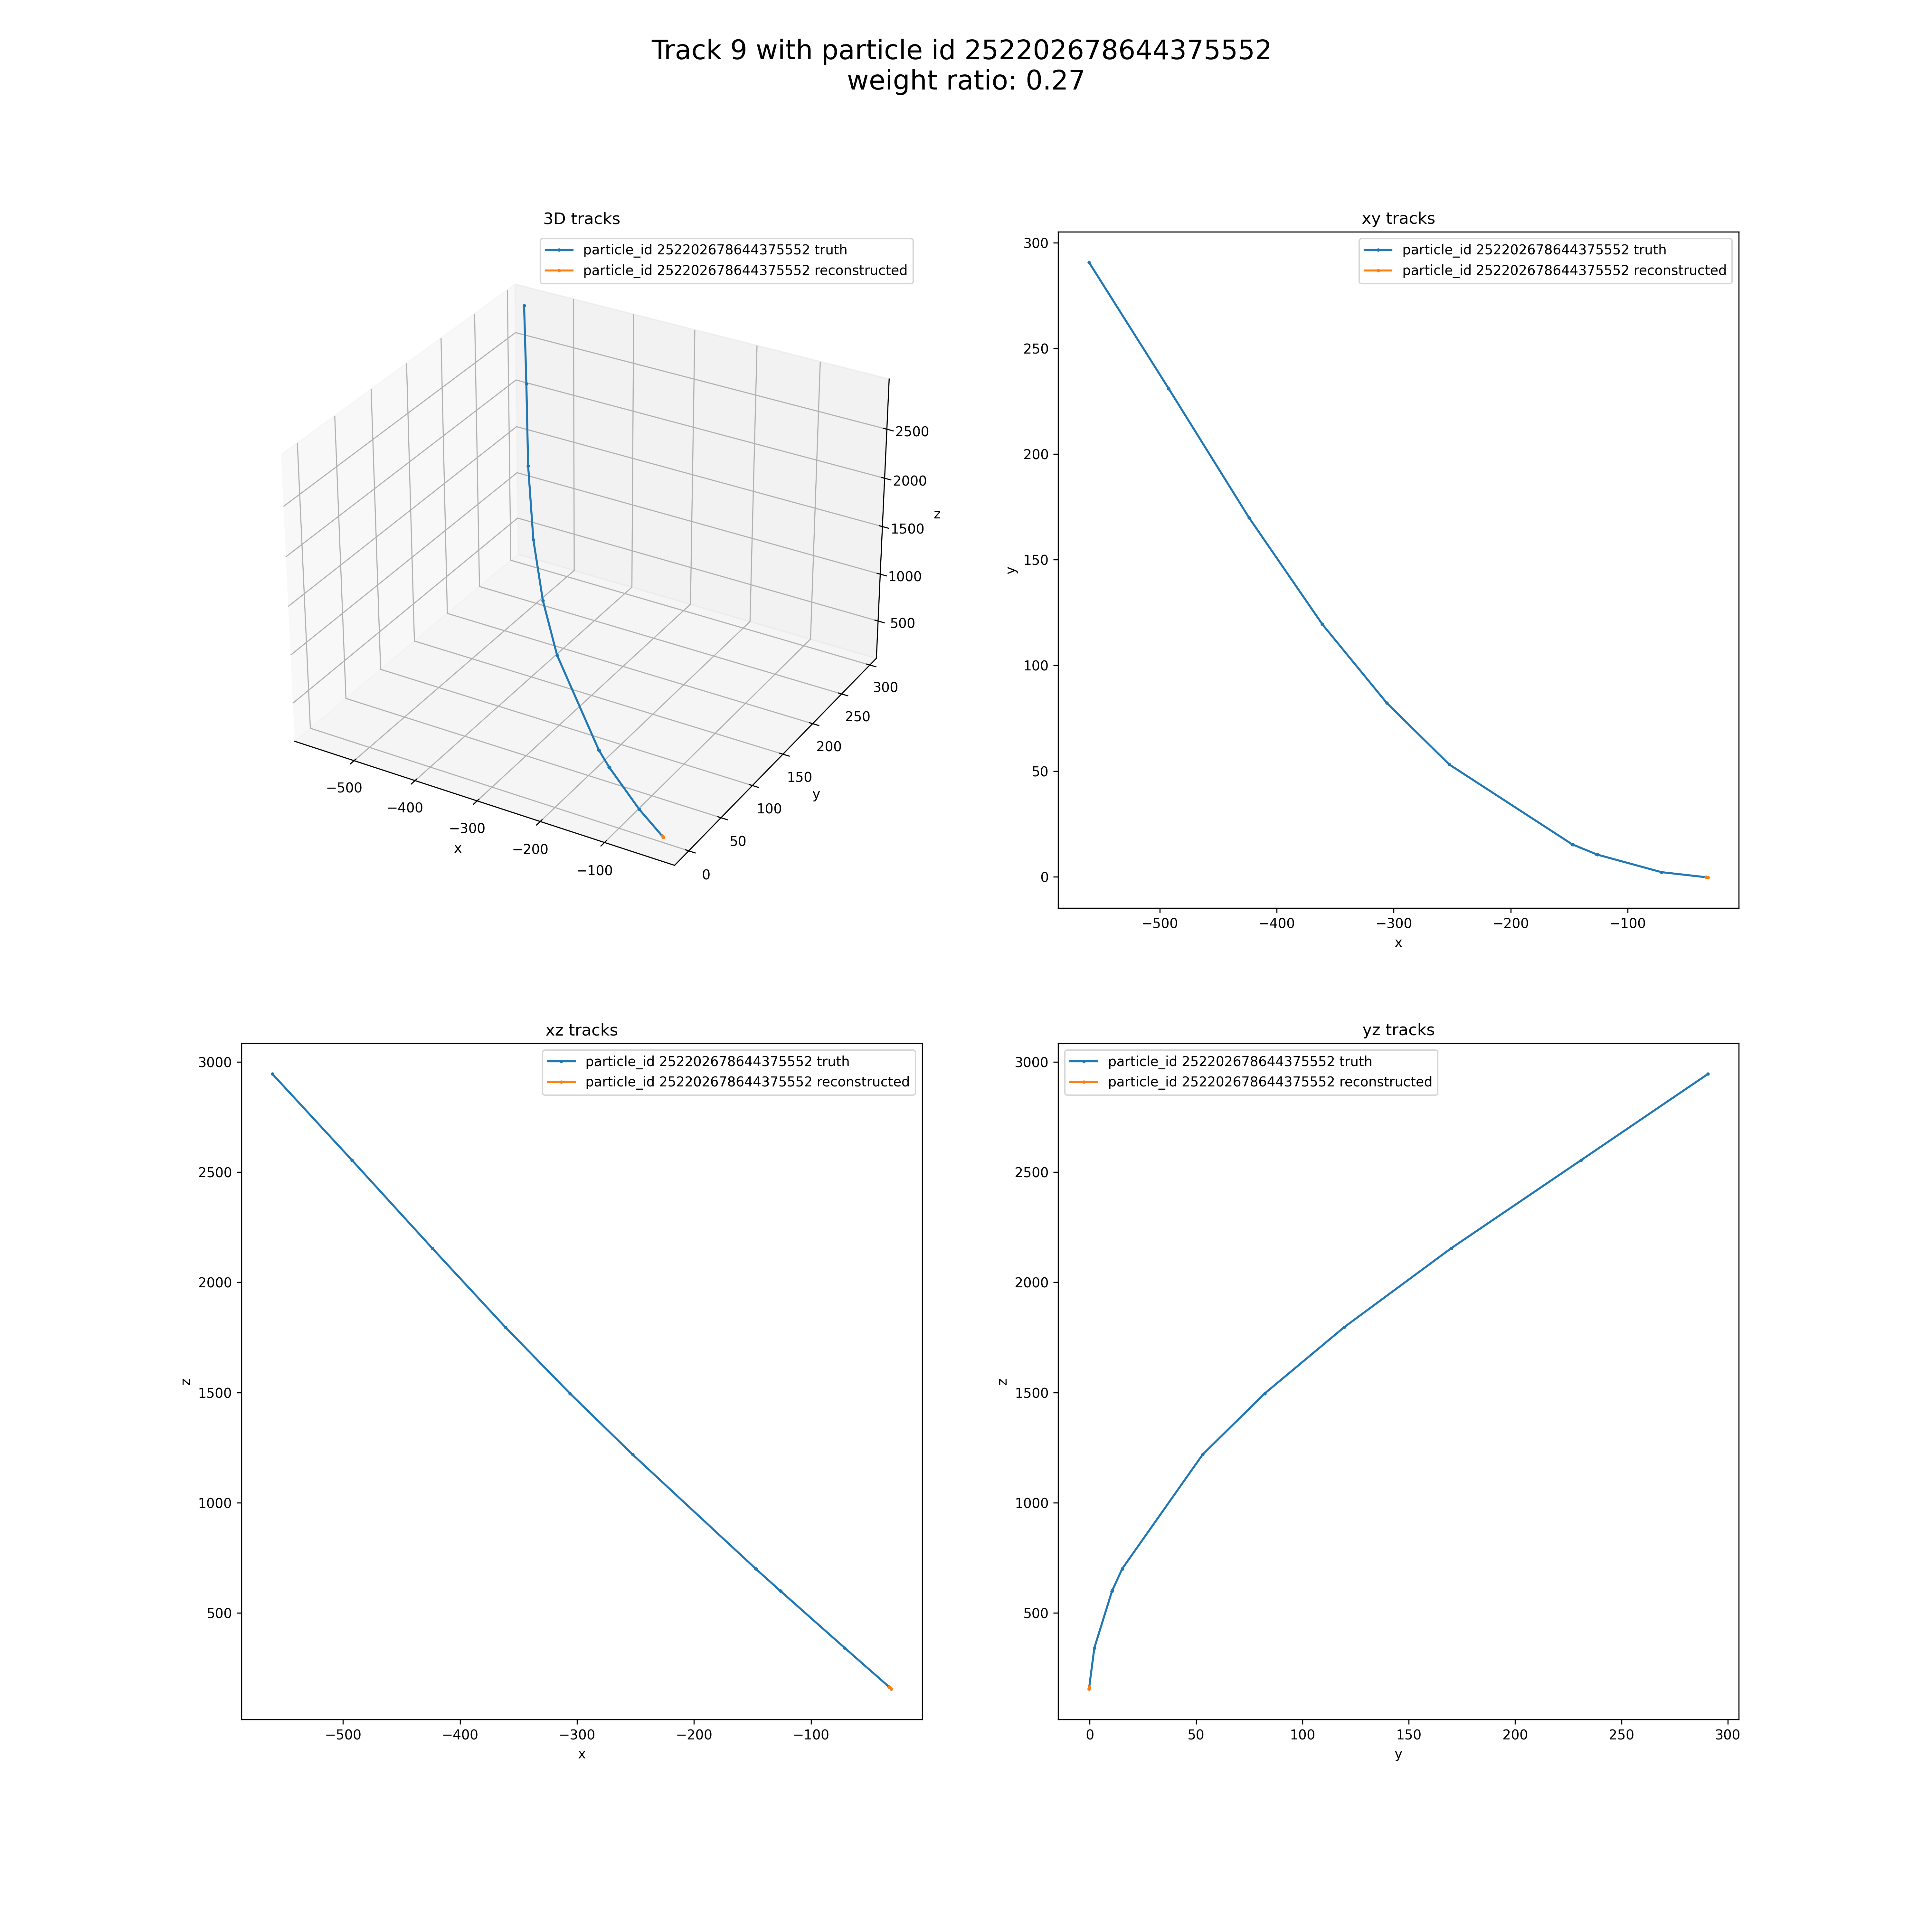 Track 9 with particle id 252202678644375552
weight ratio: 0.27
3D tracks
particle_id 252202678644375552 truth
particle_id 252202678644375552 reconstructed
2500
2000
z
1500
1000
500
300
250
200
150
y
100
50
0
−500
−400
−300
x
−200
−100
xy tracks
particle_id 252202678644375552 truth
particle_id 252202678644375552 reconstructed
300
250
200
150
y
100
50
0
−500 −400 −300 −200 −100
x
xz tracks
particle_id 252202678644375552 truth
particle_id 252202678644375552 reconstructed
3000
2500
2000
1500
z
1000
500
−500 −400 −300 −200 −100
x
yz tracks
particle_id 252202678644375552 truth
particle_id 252202678644375552 reconstructed
3000
2500
2000
1500
z
1000
500
0 50 100 150 200 250 300
y